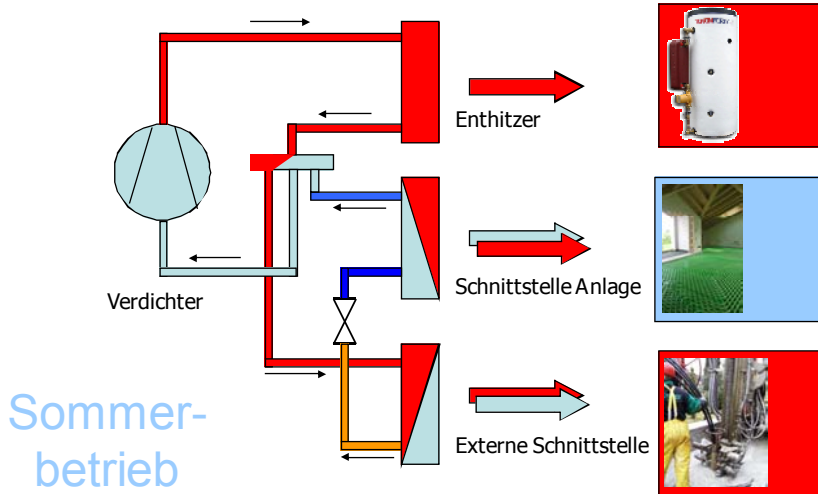 Enthitzer
Verdichter
Schnittstelle Anlage
Externe Schnittstelle
Sommer-
betrieb